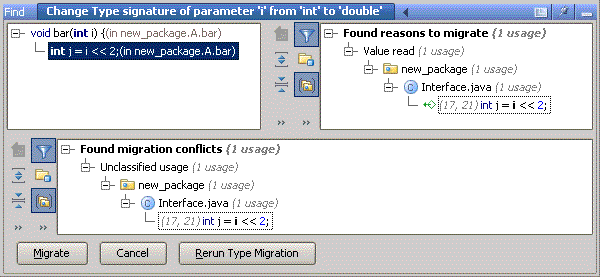 Find Change Type signature of parameter 'i' from 'int' to 'double'
void bar(int i) {(in new_package.A.bar)
int j = i << 2;(in new_package.A.bar)
Found reasons to migrate (1 usage)
Value read (1 usage)
new_package (1 usage)
Interface.java (1 usage)
(17, 21) int j = i << 2;
Found migration conflicts (1 usage)
Unclassified usage (1 usage)
new_package (1 usage)
Interface.java (1 usage)
(17, 21) int j = i << 2;
Migrate Cancel Rerun Type Migration